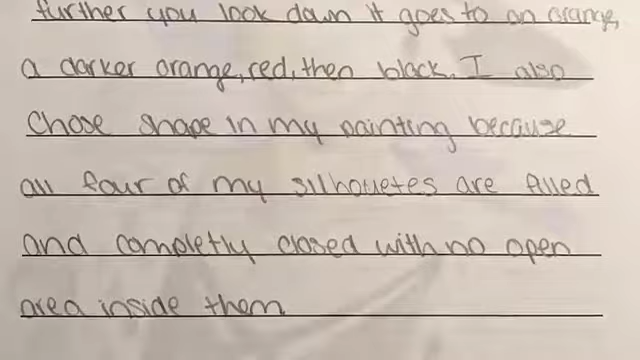 further you look down it goes to an orange,
a darker orange, red, then black. I also
chose shape in my painting because
all four of my silhouetes are filled
and completly closed with no open
area inside them